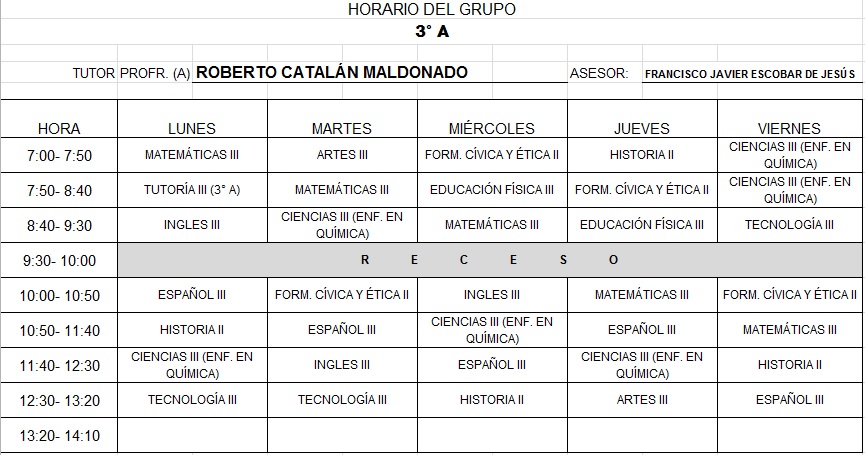 HORARIO DEL GRUPO
3° A
TUTOR PROFR. (A) ROBERTO CATALÁN MALDONADO ASESOR: FRANCISCO JAVIER ESCOBAR DE JESÚS
HORA LUNES MARTES MIÉRCOLES JUEVES VIERNES
7:00- 7:50 MATEMÁTICAS III ARTES III FORM. CÍVICA Y ÉTICA II HISTORIA II CIENCIAS III (ENF. EN QUÍMICA)
7:50- 8:40 TUTORÍA III (3° A) MATEMÁTICAS III EDUCACIÓN FÍSICA III FORM. CÍVICA Y ÉTICA II CIENCIAS III (ENF. EN QUÍMICA)
8:40- 9:30 INGLES III CIENCIAS III (ENF. EN QUÍMICA) MATEMÁTICAS III EDUCACIÓN FÍSICA III TECNOLOGÍA III
9:30- 10:00 R E C E S O
10:00- 10:50 ESPAÑOL III FORM. CÍVICA Y ÉTICA II INGLES III MATEMÁTICAS III FORM. CÍVICA Y ÉTICA II
10:50- 11:40 HISTORIA II ESPAÑOL III CIENCIAS III (ENF. EN QUÍMICA) ESPAÑOL III MATEMÁTICAS III
11:40- 12:30 CIENCIAS III (ENF. EN QUÍMICA) INGLES III ESPAÑOL III CIENCIAS III (ENF. EN QUÍMICA) HISTORIA II
12:30- 13:20 TECNOLOGÍA III TECNOLOGÍA III HISTORIA II ARTES III ESPAÑOL III
13:20- 14:10